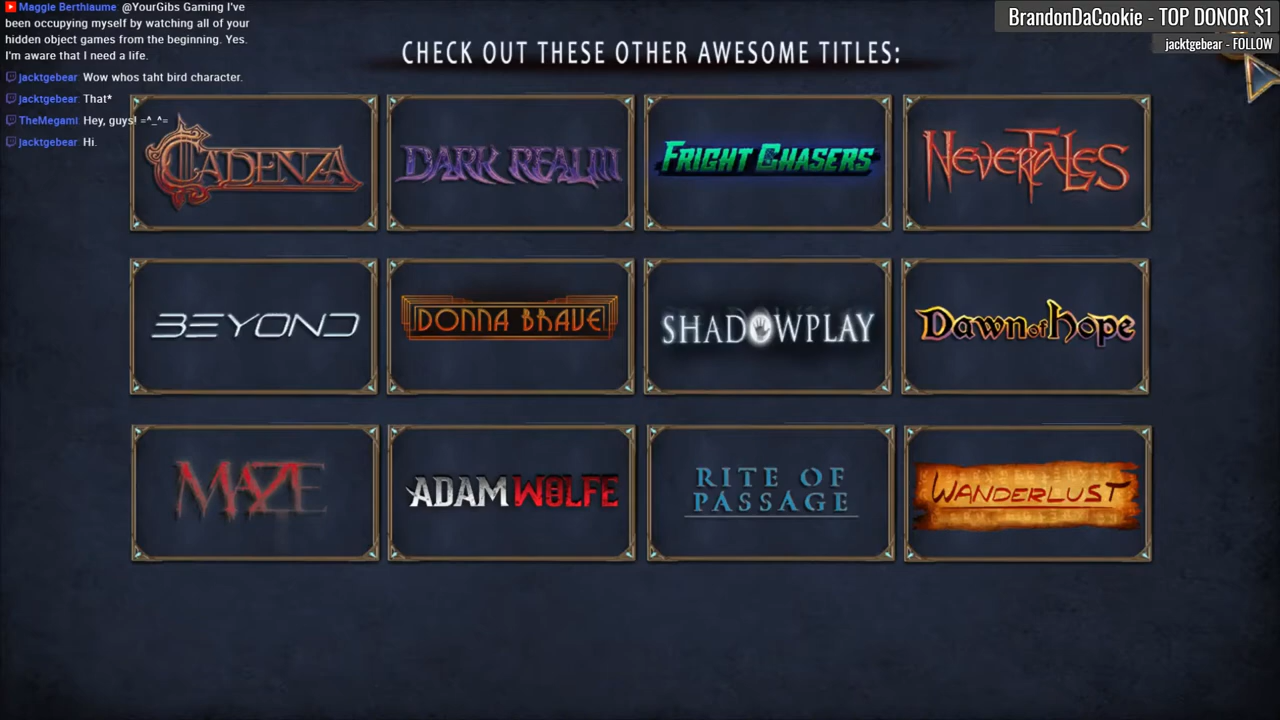 Maggie Berthiaume @YourGibs Gaming I've
been occupying myself by watching all of your
hidden object games from the beginning. Yes.
I'm aware that I need a life.
jacktgebear Wow whos taht bird character.
jacktgebear That*
TheMegami Hey, guys! =^_^=
jacktgebear Hi.
BrandonDaCookie - TOP DONOR $1
jacktgebear - FOLLOW
CHECK OUT THESE OTHER AWESOME TITLES:
CADENZA
DARK REALM
FRIGHT CHASERS
NEVERTALES
BEYOND
DONNA BRAVE
SHADOWPLAY
Dawn of hope
MAZE
ADAM WOLFE
RITE OF
PASSAGE
WANDERLUST